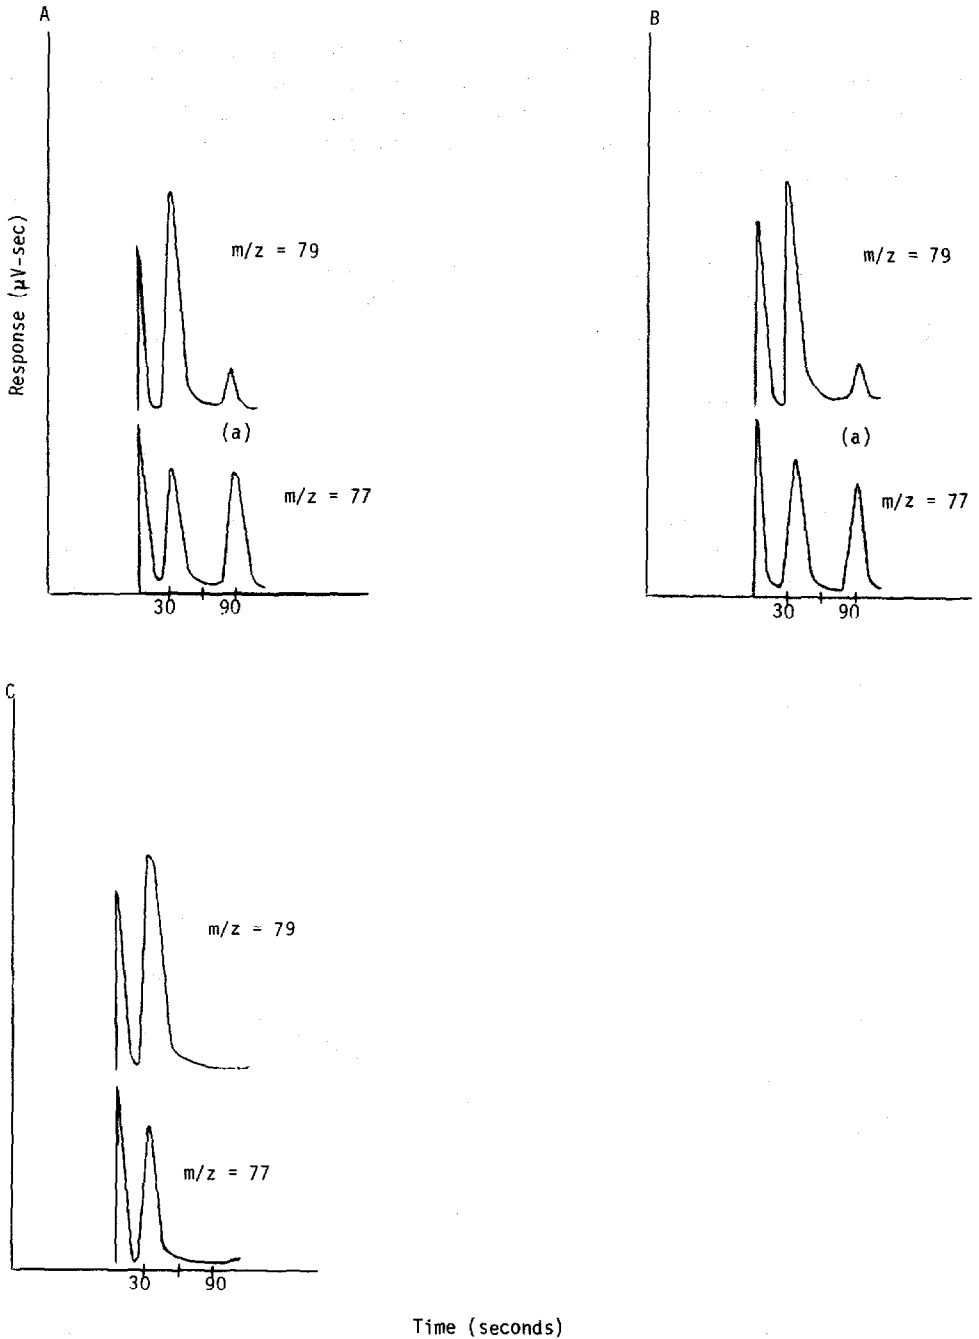 A
B
Response (µV-sec)
m/z = 79
m/z = 79
(a)
(a)
m/z = 77
m/z = 77
30 90
30 90
C
m/z = 79
m/z = 77
30 90
Time (seconds)